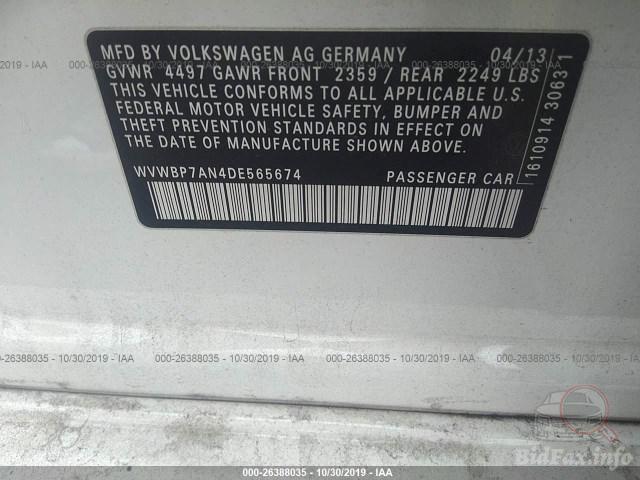 MFD BY VOLKSWAGEN AG GERMANY 04/13
GVWR 4497 GAWR FRONT 2359 / REAR 2249 LBS
THIS VEHICLE CONFORMS TO ALL APPLICABLE U.S.
FEDERAL MOTOR VEHICLE SAFETY, BUMPER AND
THEFT PREVENTION STANDARDS IN EFFECT ON
THE DATE OF MANUFACTURE SHOWN ABOVE.
WVWBP7AN4DE565674 PASSENGER CAR
1610914 30631
000-26388035 - 10/30/2019 - IAA
BidFax.info